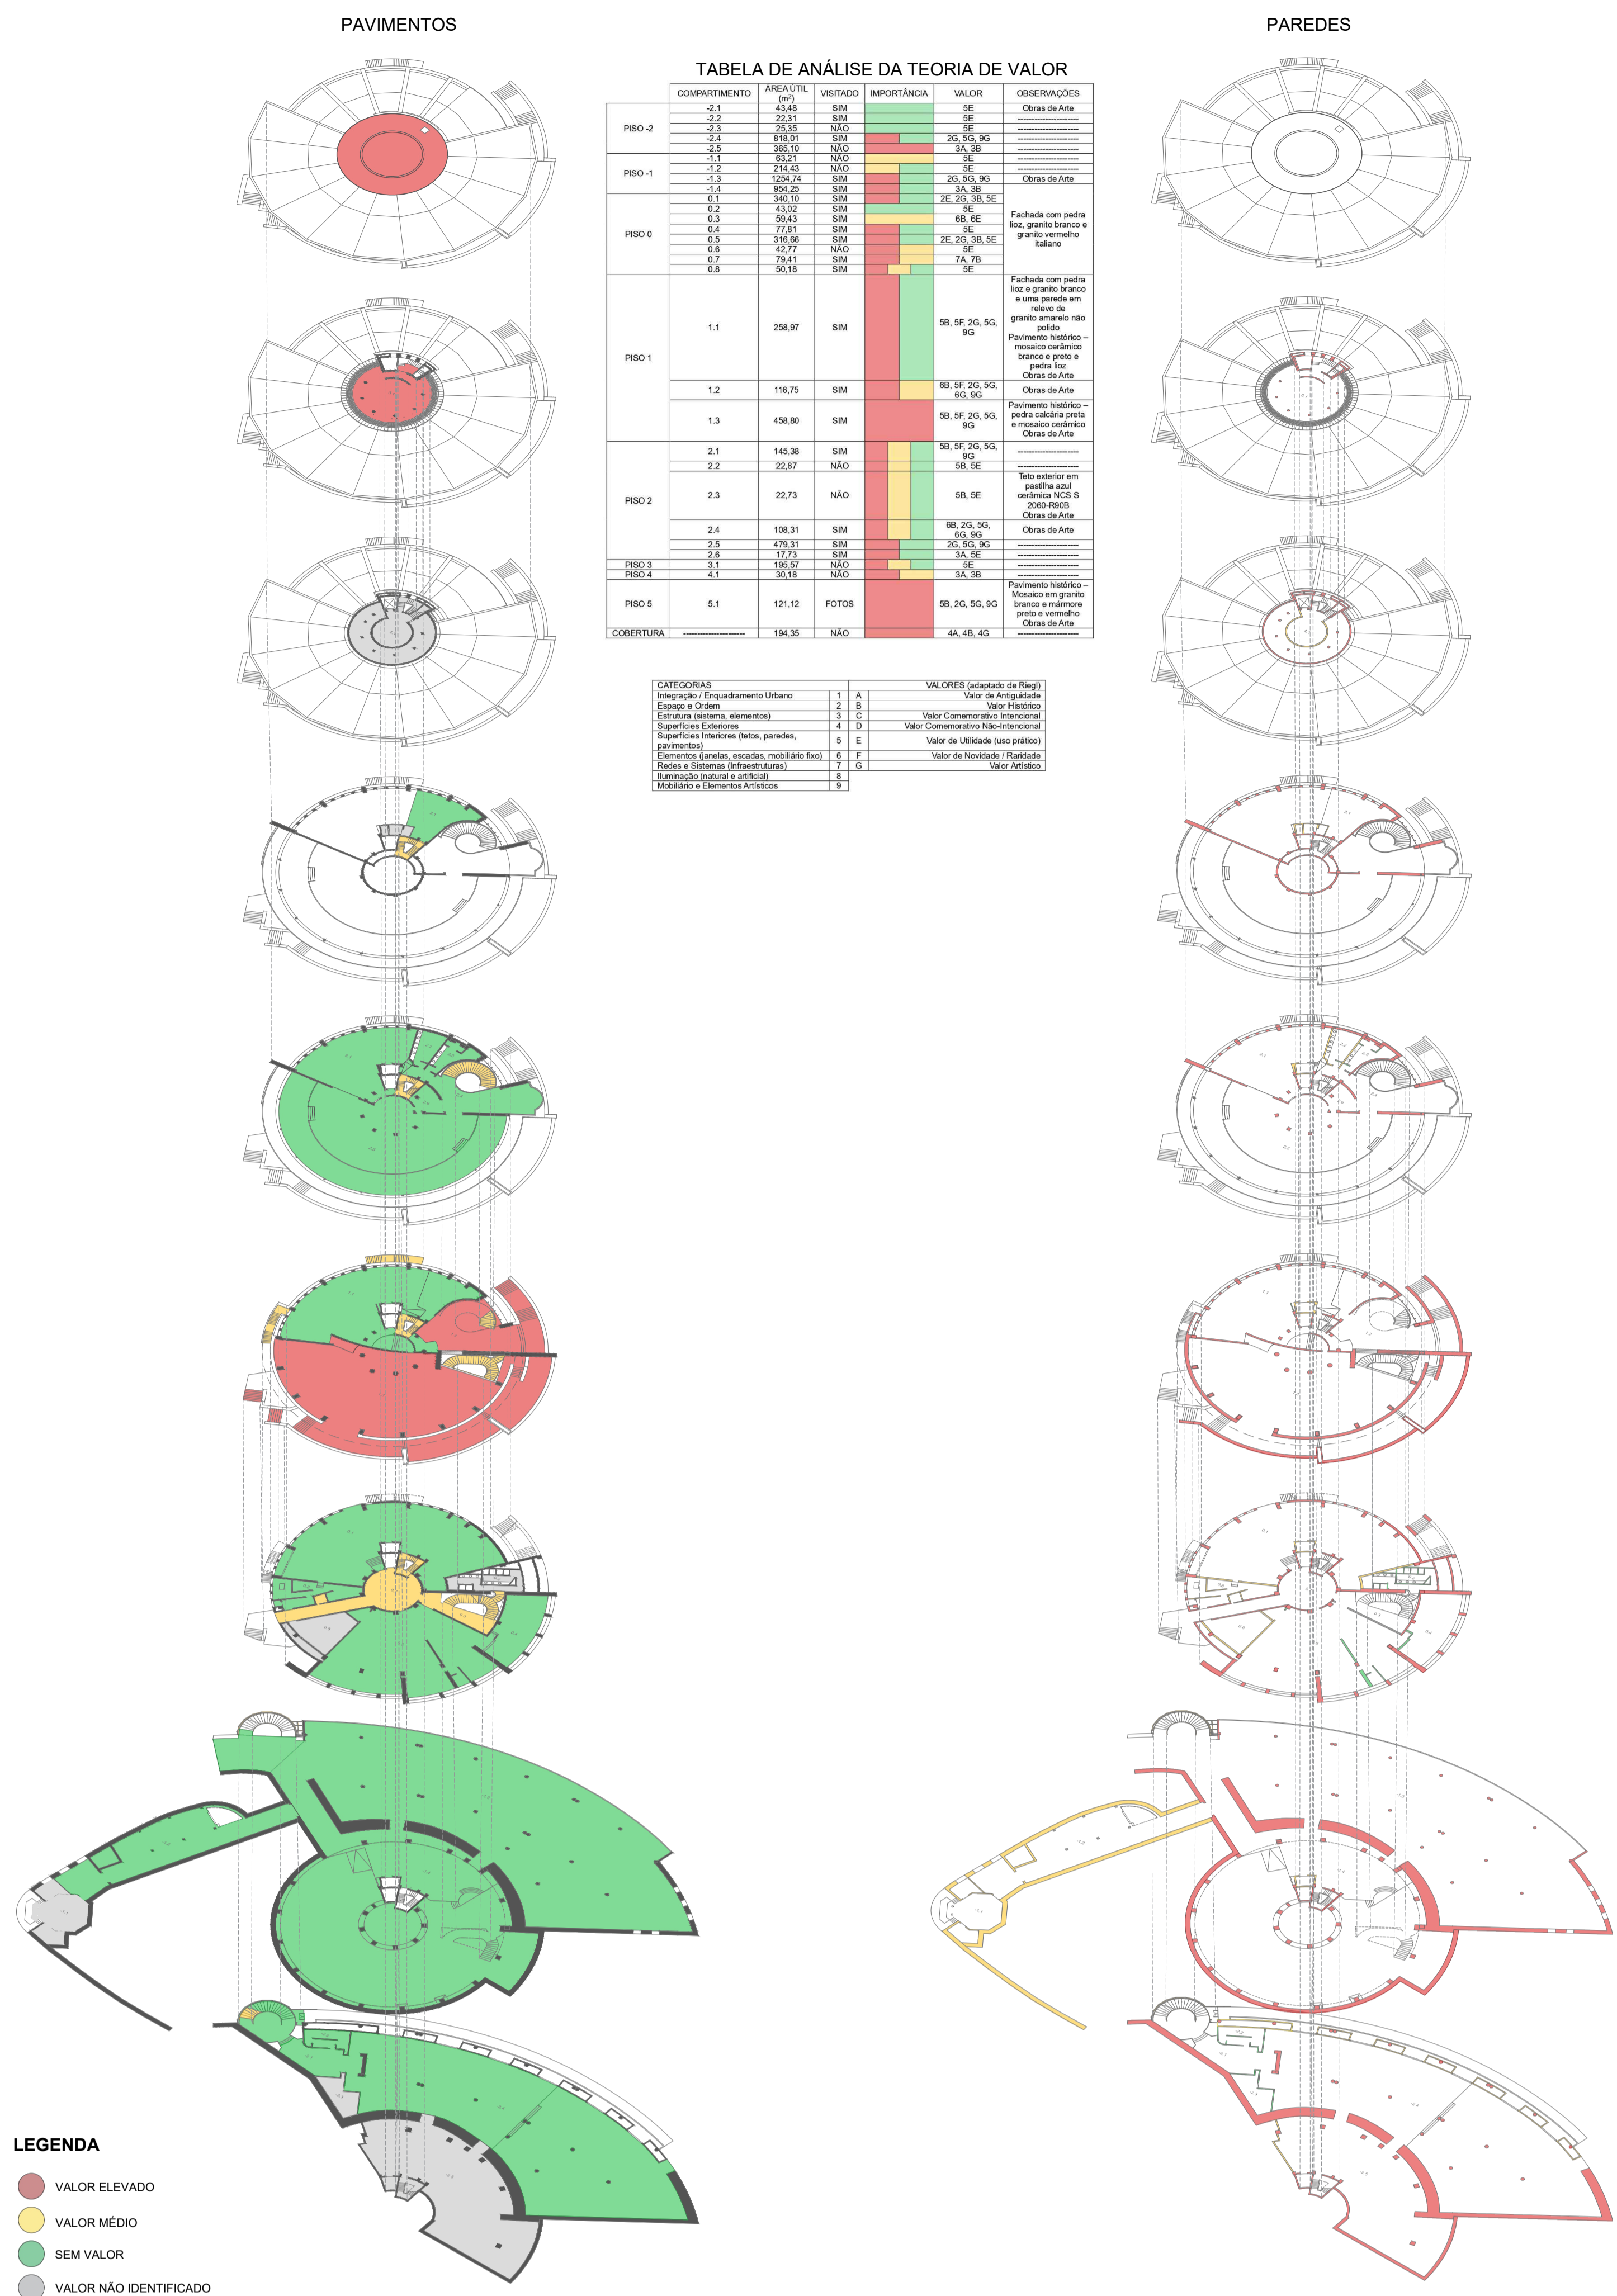 PAVIMENTOS
PAREDES
TABELA DE ANÁLISE DA TEORIA DE VALOR
COMPARTIMENTO ÁREA ÚTIL (m²) VISITADO IMPORTÂNCIA VALOR OBSERVAÇÕES
PISO -2
-2.1 43,48 SIM 5E Obras de Arte
-2.2 22,31 SIM 5E ----------------------
-2.3 25,35 NÃO 5E ----------------------
-2.4 818,01 SIM 2G, 5G, 9G ----------------------
-2.5 365,10 NÃO 3A, 3B ----------------------
PISO -1
-1.1 63,21 NÃO 5E ----------------------
-1.2 214,43 NÃO 5E ----------------------
-1.3 1254,74 SIM 2G, 5G, 9G Obras de Arte
-1.4 954,25 SIM 3A, 3B
PISO 0
0.1 340,10 SIM 2E, 2G, 3B, 5E
0.2 43,02 SIM 5E
0.3 59,43 SIM 6B, 6E
0.4 77,81 SIM 5E
0.5 316,66 SIM 2E, 2G, 3B, 5E
0.6 42,77 NÃO 5E
0.7 79,41 SIM 7A, 7B
0.8 50,18 SIM 5E
Fachada com pedra
lioz, granito branco e
granito vermelho
italiano
PISO 1
1.1 258,97 SIM 5B, 5F, 2G, 5G,
9G
Fachada com pedra
lioz e granito branco
e uma parede em
relevo de
granito amarelo não
polido
Pavimento histórico –
mosaico cerâmico
branco e preto e
pedra lioz
Obras de Arte
1.2 116,75 SIM 6B, 5F, 2G, 5G,
6G, 9G
Obras de Arte
1.3 458,80 SIM 5B, 5F, 2G, 5G,
9G
Pavimento histórico –
pedra calcária preta
e mosaico cerâmico
Obras de Arte
PISO 2
2.1 145,38 SIM 5B, 5F, 2G, 5G,
9G
----------------------
2.2 22,87 NÃO 5B, 5E ----------------------
2.3 22,73 NÃO 5B, 5E
Teto exterior em
pastilha azul
cerâmica NCS S
2060-R90B
Obras de Arte
2.4 108,31 SIM 6B, 2G, 5G,
6G, 9G
Obras de Arte
2.5 479,31 SIM 2G, 5G, 9G ----------------------
2.6 17,73 SIM 3A, 5E ----------------------
PISO 3 3.1 195,57 NÃO 5E ----------------------
PISO 4 4.1 30,18 NÃO 3A, 3B ----------------------
PISO 5 5.1 121,12 FOTOS 5B, 2G, 5G, 9G
Pavimento histórico –
Mosaico em granito
branco e mármore
preto e vermelho
Obras de Arte
COBERTURA ---------------------- 194,35 NÃO 4A, 4B, 4G ----------------------
CATEGORIAS VALORES (adaptado de Riegl)
Integração / Enquadramento Urbano 1 A Valor de Antiguidade
Espaço e Ordem 2 B Valor Histórico
Estrutura (sistema, elementos) 3 C Valor Comemorativo Intencional
Superfícies Exteriores 4 D Valor Comemorativo Não-Intencional
Superfícies Interiores (tetos, paredes,
pavimentos) 5 E Valor de Utilidade (uso prático)
Elementos (janelas, escadas, mobiliário fixo) 6 F Valor de Novidade / Raridade
Redes e Sistemas (Infraestruturas) 7 G Valor Artístico
Iluminação (natural e artificial) 8
Mobiliário e Elementos Artísticos 9
LEGENDA
VALOR ELEVADO
VALOR MÉDIO
SEM VALOR
VALOR NÃO IDENTIFICADO